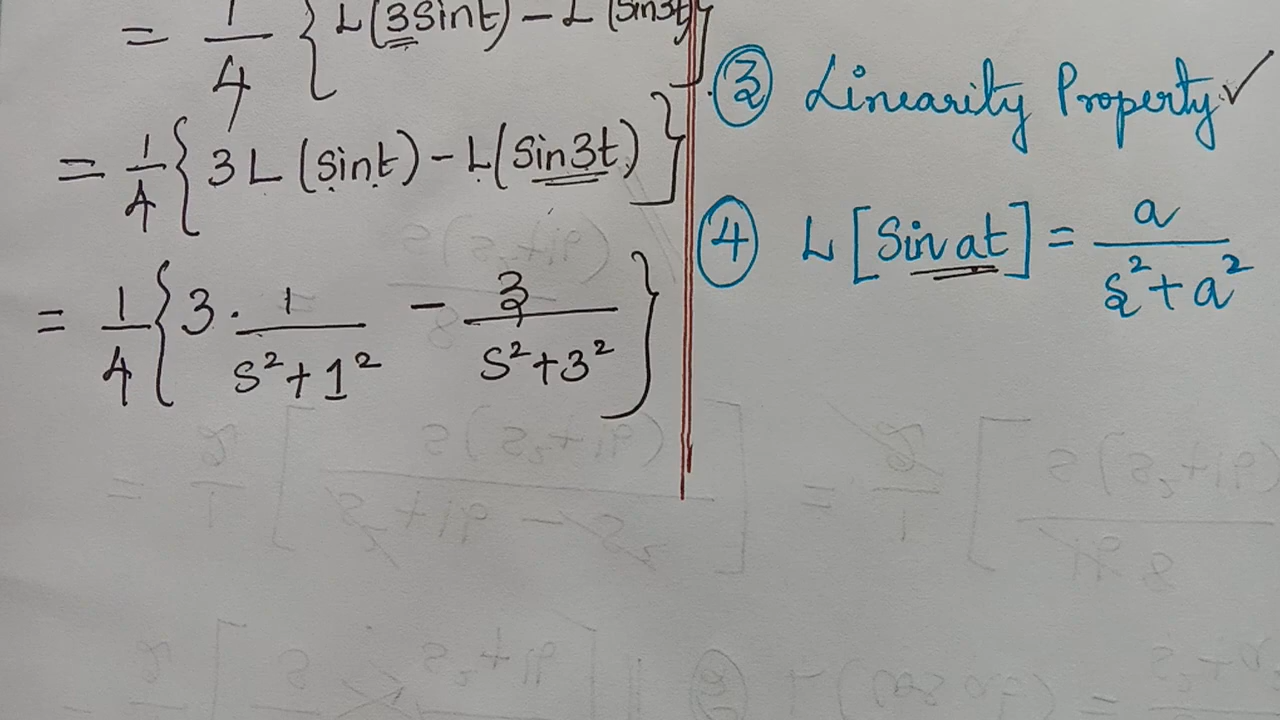 = 1/4 { L(3Sint) - L(Sin3t) }
= 1/4 { 3 L (Sint) - L(Sin3t) }
= 1/4 { 3 · 1/(S²+1²) - 3/(S²+3²) }
③ Linearity Property ✓
④ L [Sin at] = a/(s²+a²)